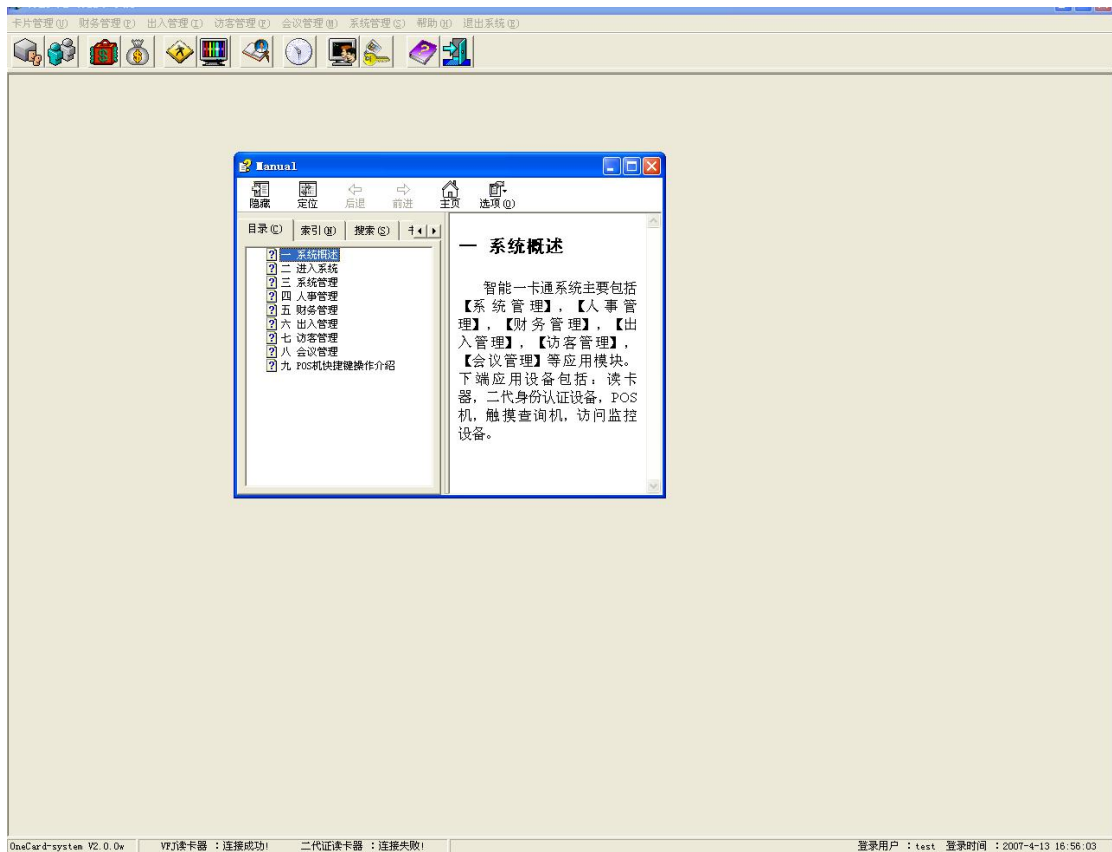 卡片管理(U) 财务管理(P) 出入管理(I) 访客管理(F) 会议管理(M) 系统管理(S) 帮助(H) 退出系统(E)
Manual
隐藏 定位 后退 前进 主页 选项(O)
目录(C) 索引(N) 搜索(S)
一 系统概述
二 进入系统
三 系统管理
四 人事管理
五 财务管理
六 出入管理
七 访客管理
八 会议管理
九 POS机快捷键操作介绍
一 系统概述
智能一卡通系统主要包括
【系统管理】,【人事管
理】,【财务管理】,【出
入管理】,【访客管理】,
【会议管理】等应用模块。
下端应用设备包括:读卡
器,二代身份认证设备,POS
机,触摸查询机,访问监控
设备。
OneCard-system V2.0.0w VFJ读卡器 :连接成功! 二代证读卡器 :连接失败! 登录用户 :test 登录时间 :2007-4-13 16:56:03